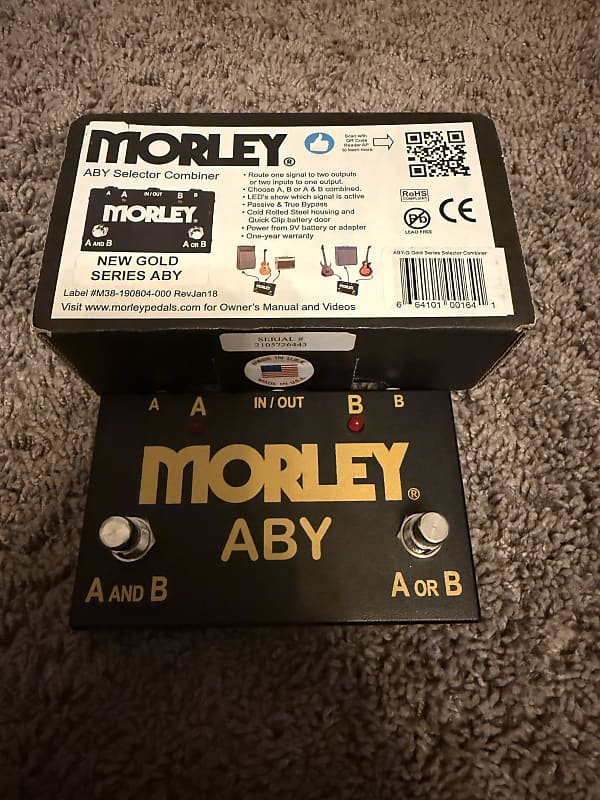 MORLEY®
ABY Selector Combiner
A A IN / OUT B B
MORLEY
A AND B
A OR B
NEW GOLD
SERIES ABY
• Route one signal to two outputs
or two inputs to one output.
• Choose A, B or A & B combined.
• LED's show which signal is active
• Passive & True Bypass
• Cold Rolled Steel housing and
Quick Clip battery door
• Power from 9V battery or adapter
• One-year warranty
Scan with
QR Code
Reader AP
to learn more
RoHS
COMPLIANT
Pb
LEAD FREE
CE
ABY-G Gold Series Selector Combiner
6 64101 00164 1
Label #M38-190804-000 RevJan18
Visit www.morleypedals.com for Owner's Manual and Videos
SERIAL #
2105726443
MADE IN U.S.A.
MADE IN U.S.A.
A A IN / OUT B B
MORLEY®
ABY
A AND B
A OR B